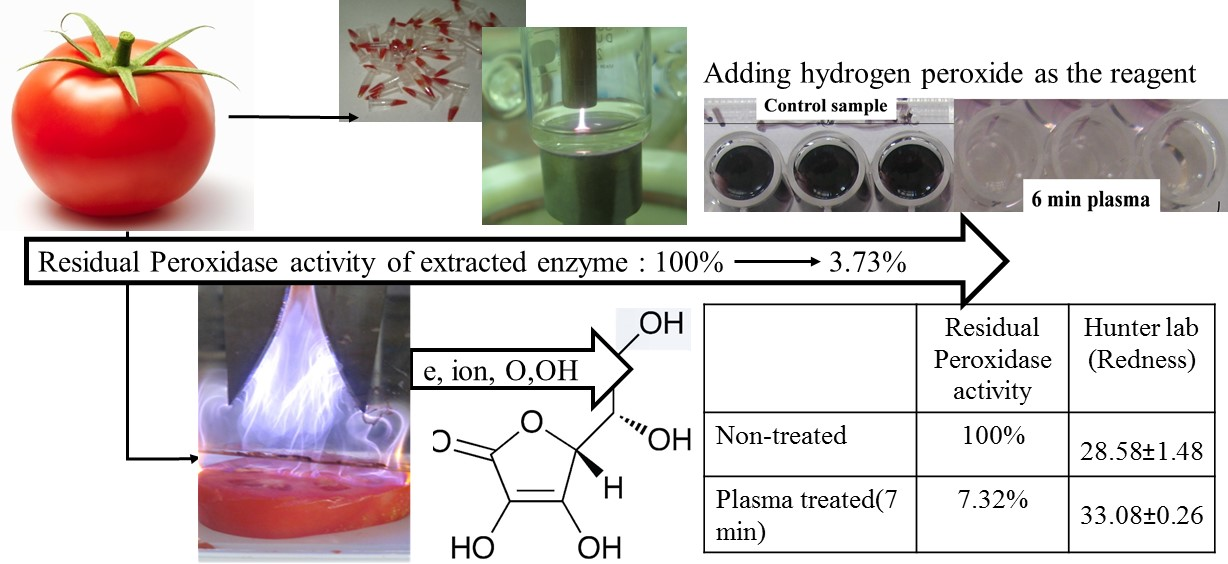 Adding hydrogen peroxide as the reagent
Control sample
6 min plasma
Residual Peroxidase activity of extracted enzyme : 100% 3.73%
e, ion, O,OH
OH
O
O
OH
H
HO
OH
Residual Peroxidase activity
Hunter lab (Redness)
Non-treated
100%
28.58±1.48
Plasma treated(7 min)
7.32%
33.08±0.26